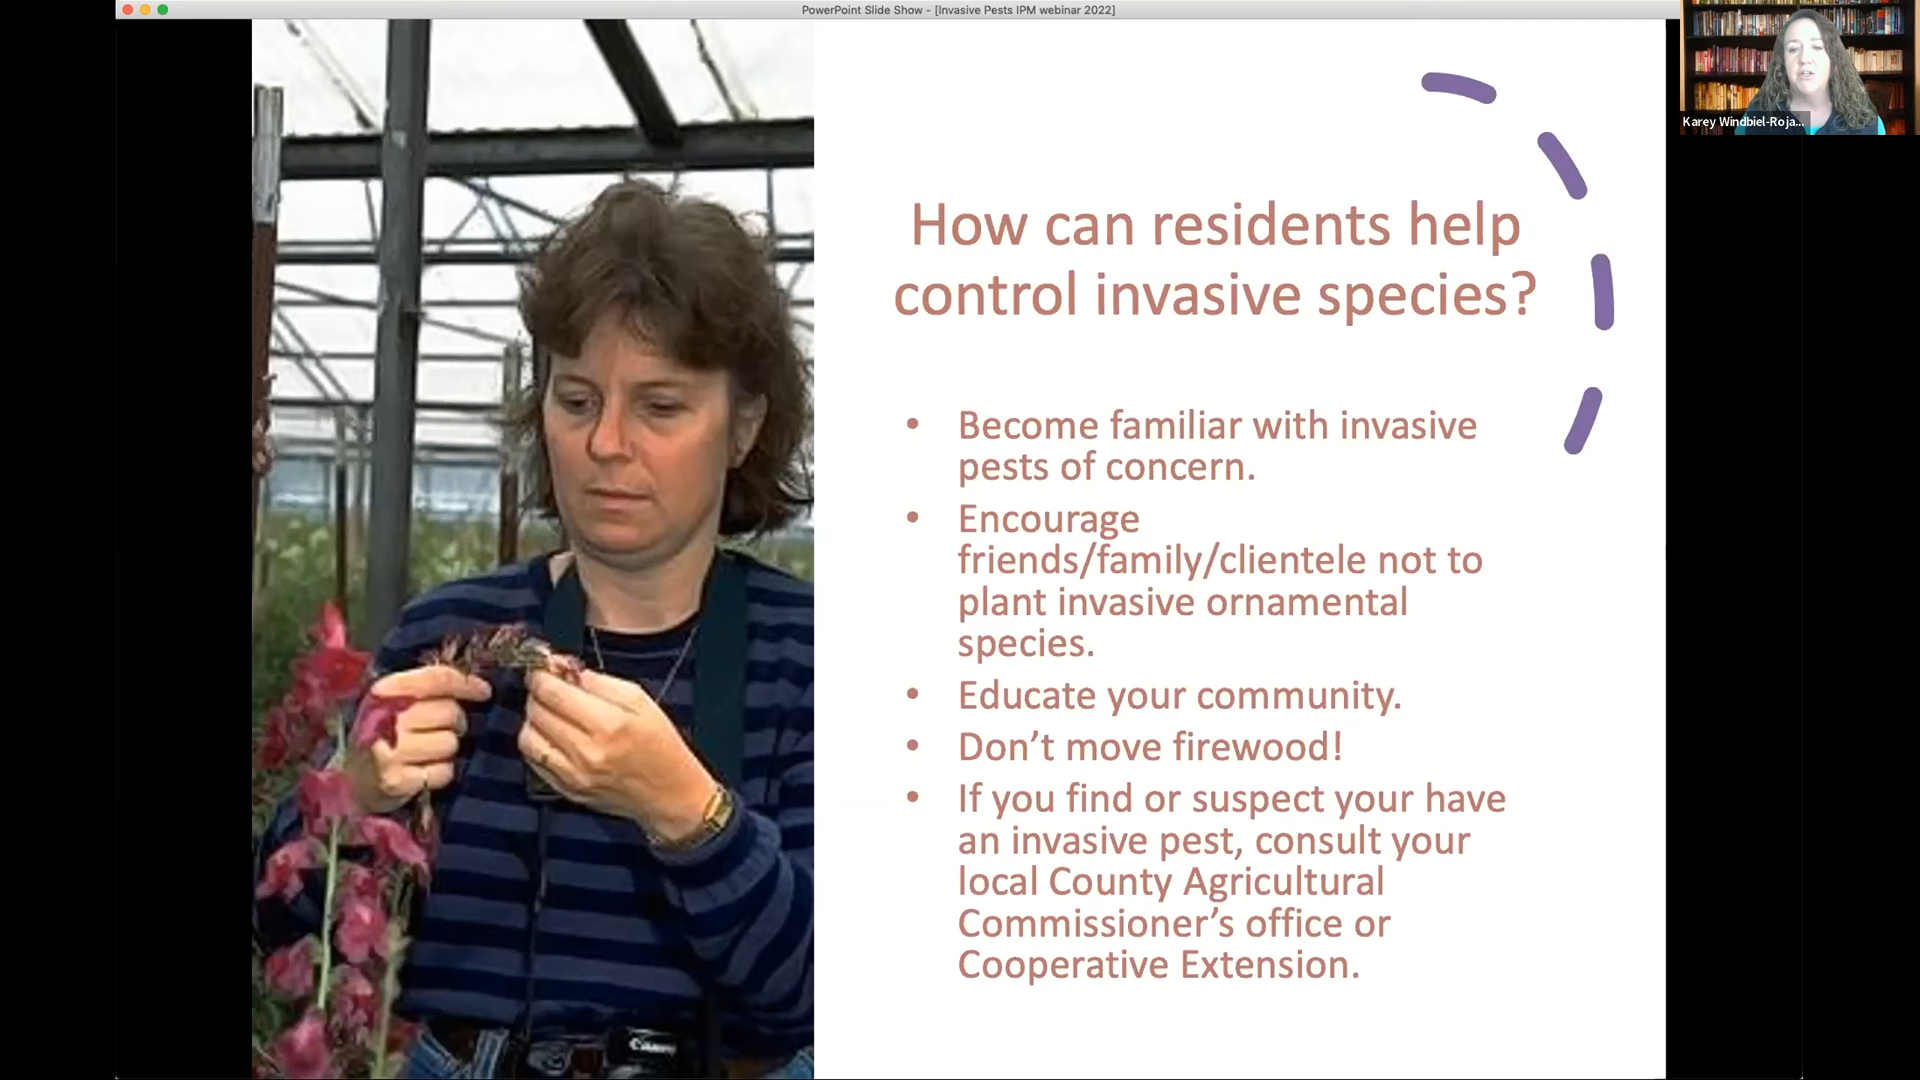 PowerPoint Slide Show - [Invasive Pests IPM webinar 2022]
Karey Windbiel-Roja...
How can residents help
control invasive species?
• Become familiar with invasive
pests of concern.
• Encourage
friends/family/clientele not to
plant invasive ornamental
species.
• Educate your community.
• Don’t move firewood!
• If you find or suspect your have
an invasive pest, consult your
local County Agricultural
Commissioner’s office or
Cooperative Extension.
Canon